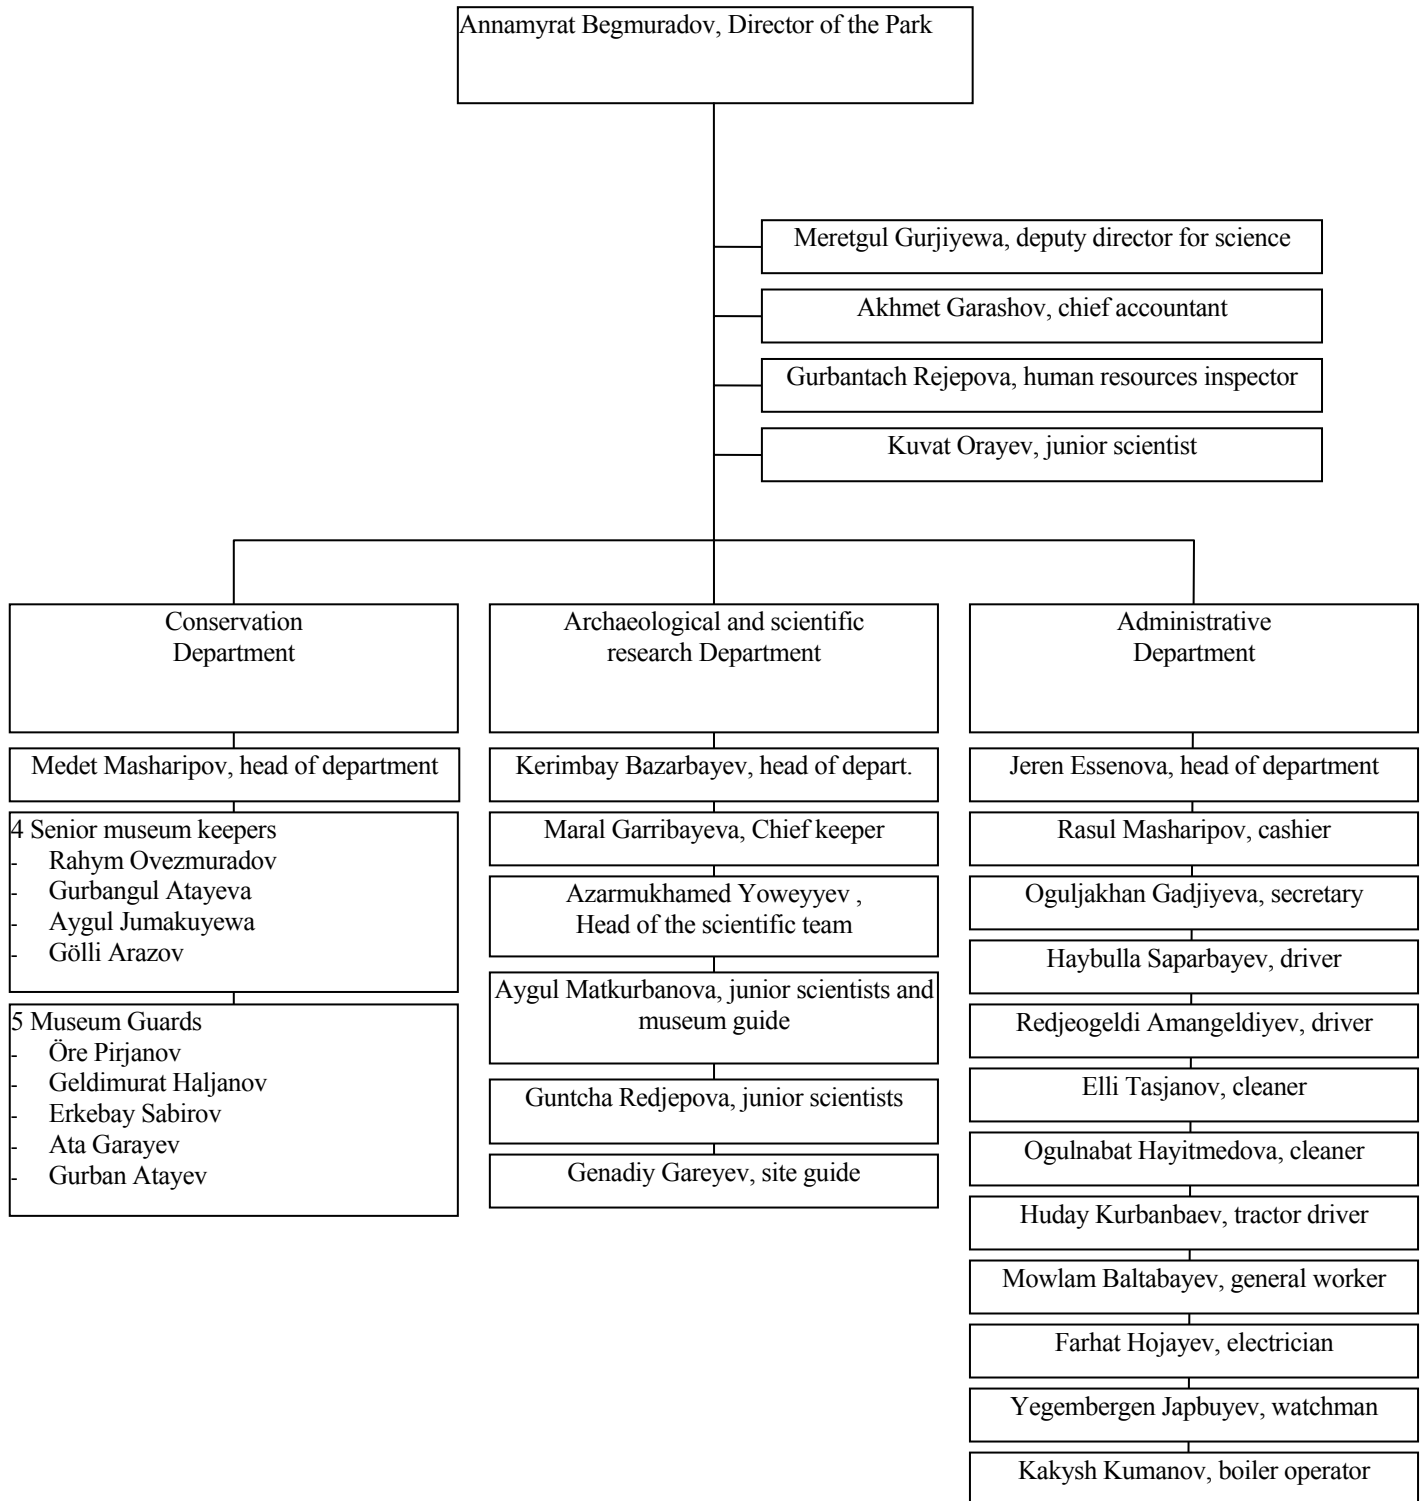 Annamyrat Begmuradov, Director of the Park
Meretgul Gurjiyewa, deputy director for science
Akhmet Garashov, chief accountant
Gurbantach Rejepova, human resources inspector
Kuvat Orayev, junior scientist
Conservation
Department
Medet Masharipov, head of department
4 Senior museum keepers
- Rahym Ovezmuradov
- Gurbangul Atayeva
- Aygul Jumakuyewa
- Gölli Arazov
5 Museum Guards
- Öre Pirjanov
- Geldimurat Haljanov
- Erkebay Sabirov
- Ata Garayev
- Gurban Atayev
Archaeological and scientific
research Department
Kerimbay Bazarbayev, head of depart.
Maral Garribayeva, Chief keeper
Azarmukhamed Yoweyyev ,
Head of the scientific team
Aygul Matkurbanova, junior scientists and
museum guide
Guntcha Redjepova, junior scientists
Genadiy Gareyev, site guide
Administrative
Department
Jeren Essenova, head of department
Rasul Masharipov, cashier
Oguljakhan Gadjiyeva, secretary
Haybulla Saparbayev, driver
Redjeogeldi Amangeldiyev, driver
Elli Tasjanov, cleaner
Ogulnabat Hayitmedova, cleaner
Huday Kurbanbaev, tractor driver
Mowlam Baltabayev, general worker
Farhat Hojayev, electrician
Yegembergen Japbuyev, watchman
Kakysh Kumanov, boiler operator